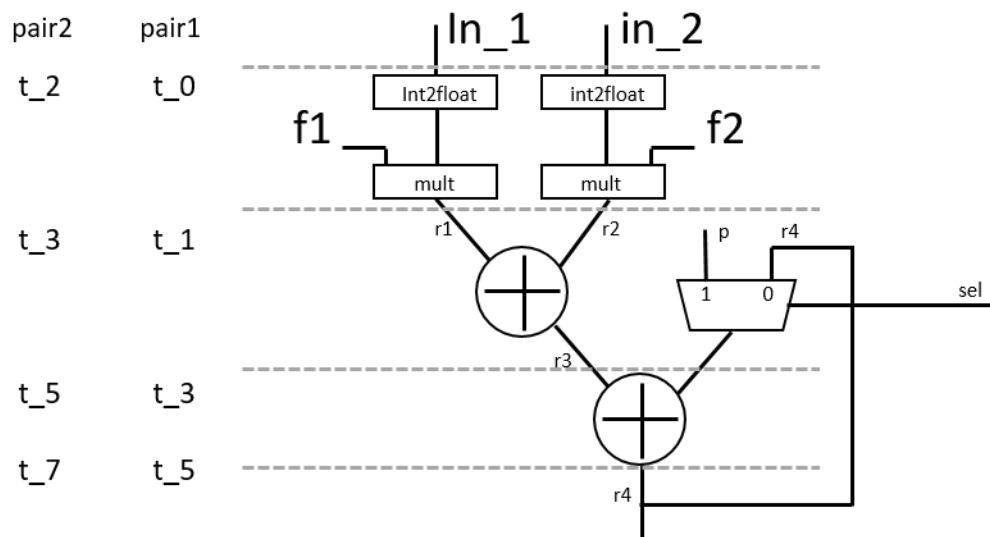 pair2 pair1 In_1 in_2
t_2 t_0 Int2float int2float
f1 f2
mult mult
t_3 t_1 r1 r2 p r4
1 0
sel
r3
t_5 t_3
t_7 t_5
r4